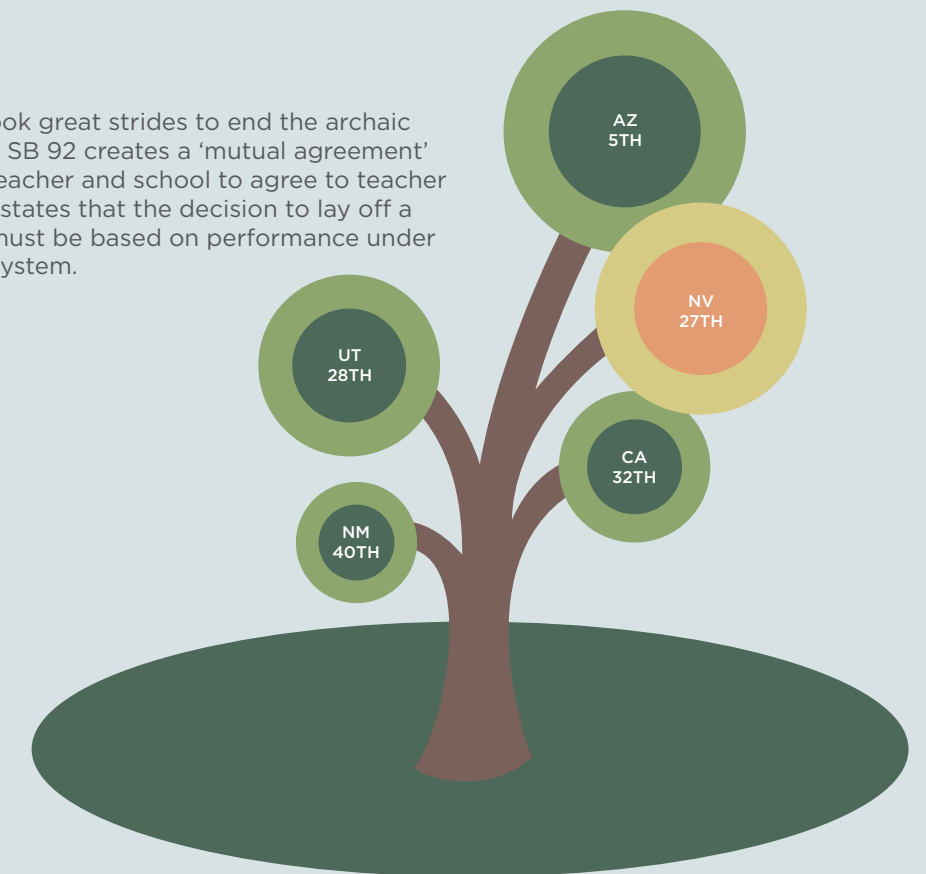 ook great strides to end the archaic
SB 92 creates a ‘mutual agreement’
eacher and school to agree to teacher
states that the decision to lay off a
must be based on performance under
ystem.
AZ
5TH
NV
27TH
UT
28TH
CA
32TH
NM
40TH